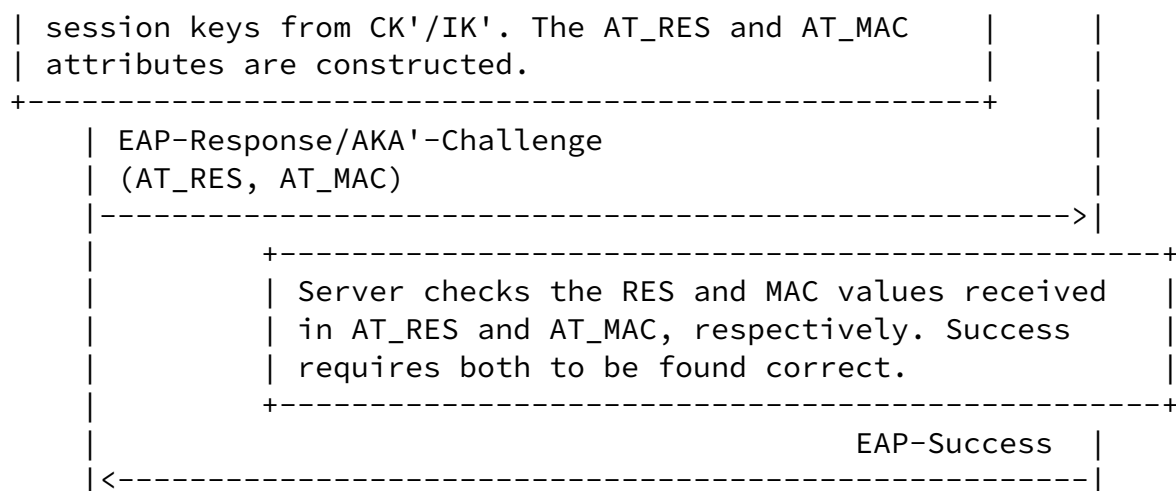 session keys from CK'/IK'. The AT_RES and AT_MAC
attributes are constructed.
EAP-Response/AKA'-Challenge
(AT_RES, AT_MAC)
Server checks the RES and MAC values received
in AT_RES and AT_MAC, respectively. Success
requires both to be found correct.
EAP-Success